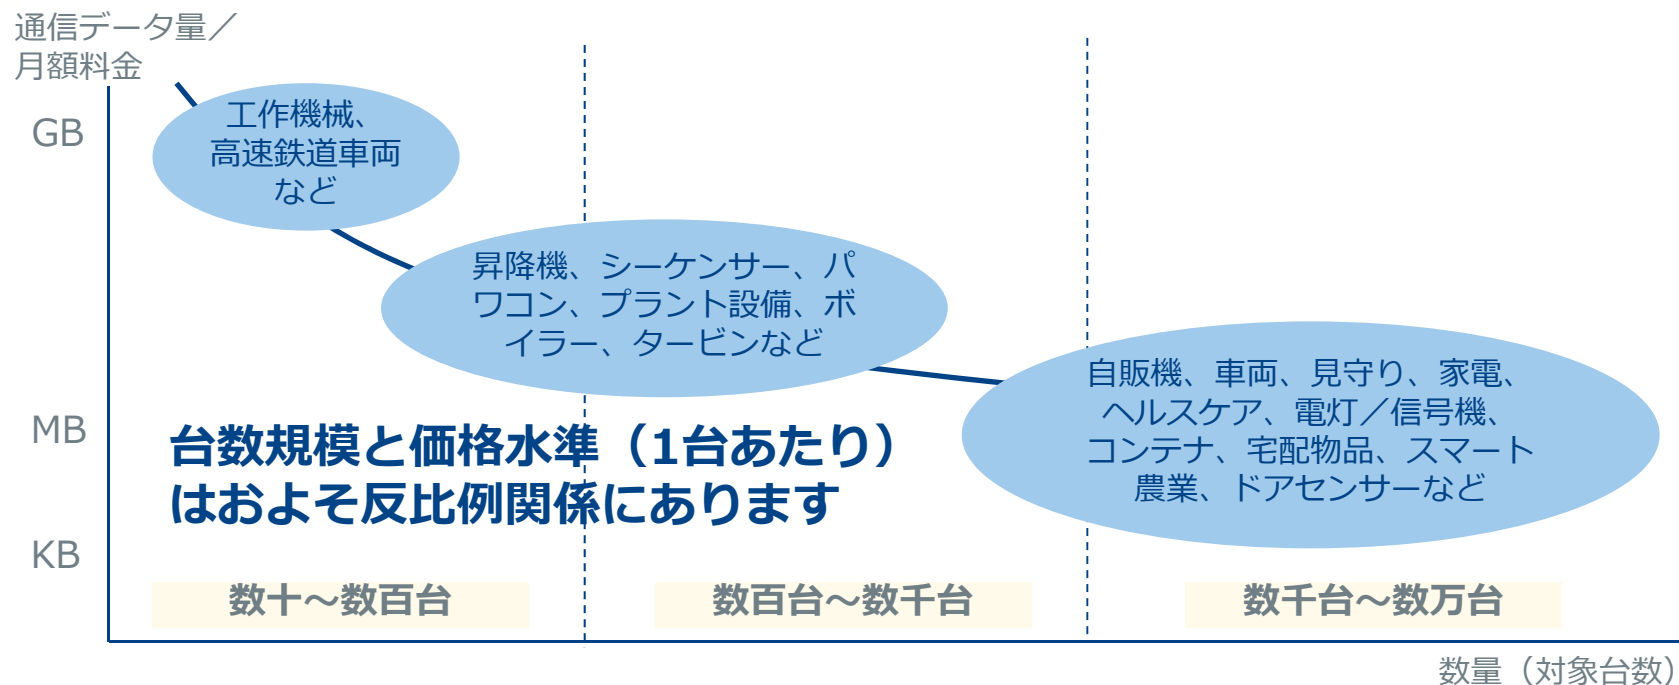 通信データ量／
月額料金
GB
工作機械、
高速鉄道車両
など
昇降機、シーケンサー、パ
ワコン、プラント設備、ボ
イラー、タービンなど
自販機、車両、見守り、家電、
ヘルスケア、電灯／信号機、
コンテナ、宅配物品、スマート
農業、ドアセンサーなど
MB
台数規模と価格水準（1台あたり）
はおよそ反比例関係にあります
KB
数十～数百台
数百台～数千台
数千台～数万台
数量（対象台数）